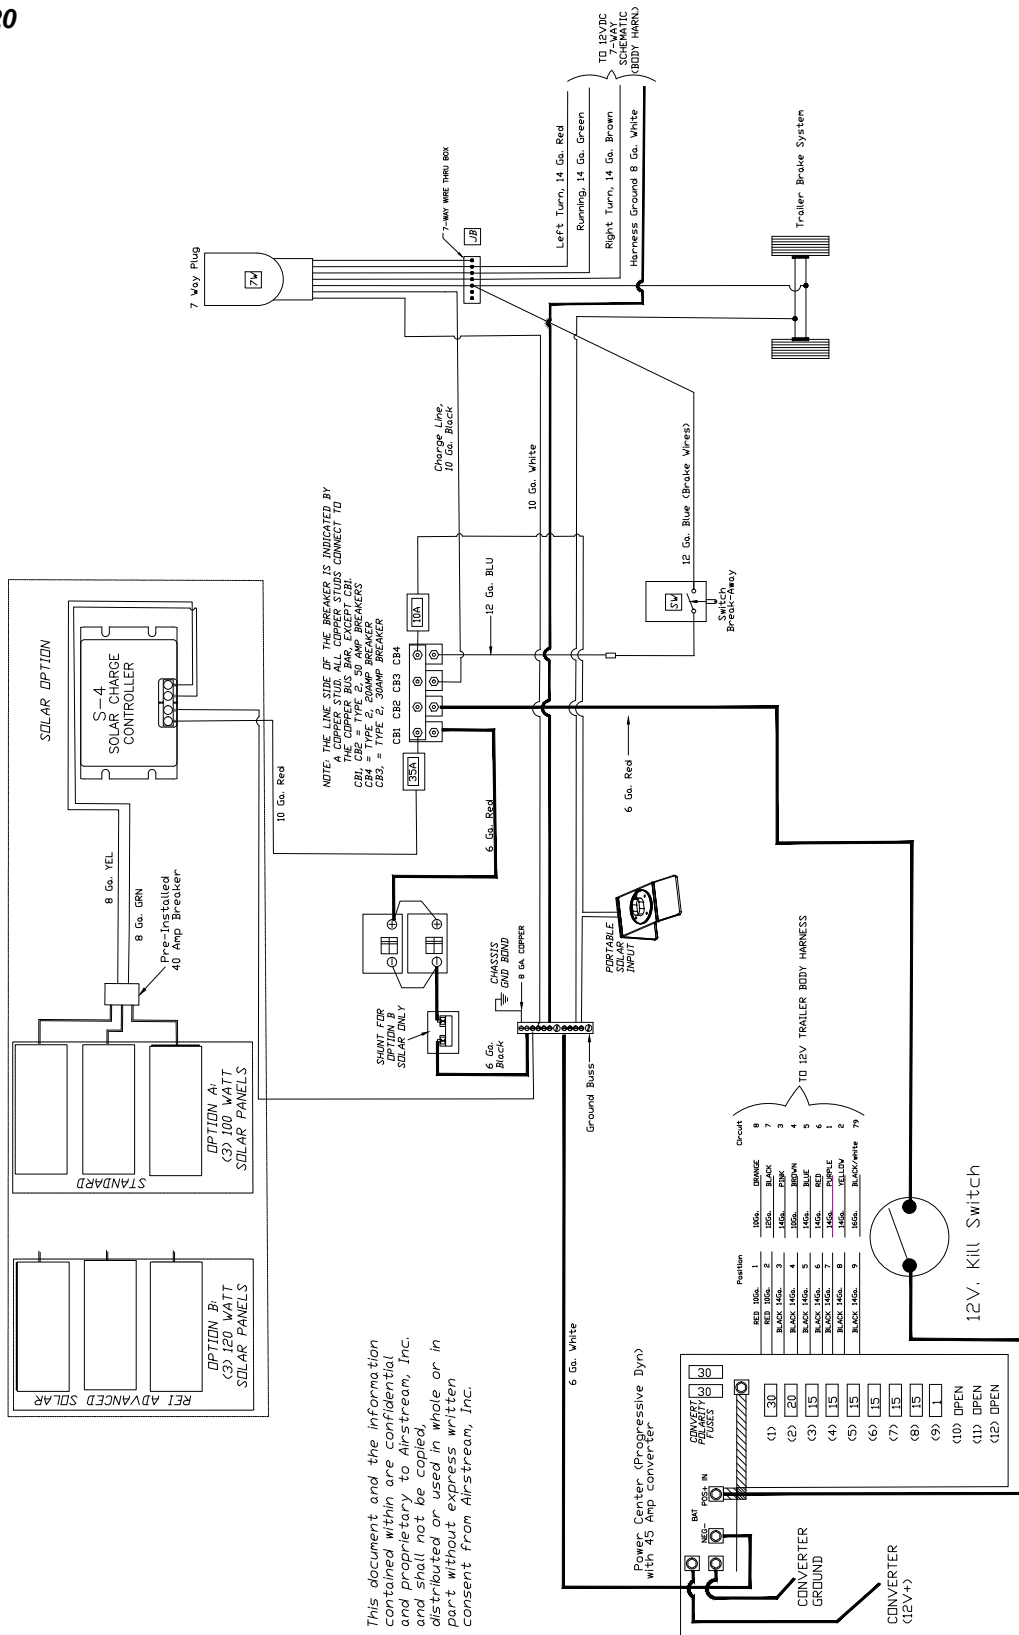 20
TO 12VDC
7-WAY
SCHEMATIC
(BODY HARN.)
Left Turn, 14 Ga. Red
Running, 14 Ga. Green
Right Turn, 14 Ga. Brown
Harness Ground 8 Ga. White
Trailer Brake System
7-WAY WIRE THRU BOX
JB
7 Way Plug
7W
Charge Line,
10 Ga. Black
10 Ga. White
12 Ga. Blue (Brake Wires)
SW
Switch
Break-Away
12 Ga. BLU
NOTE: THE LINE SIDE OF THE BREAKER IS INDICATED BY
A COPPER STUD. ALL COPPER STUDS CONNECT TO
THE COPPER BUS BAR, EXCEPT CB1.
CB1, CB2 = TYPE 2, 50 AMP BREAKERS
CB4 = TYPE 2, 20AMP BREAKER
CB3, = TYPE 2, 30AMP BREAKER
10A
CB1 CB2 CB3 CB4
35A
SOLAR OPTION
S-4
SOLAR CHARGE
CONTROLLER
10 Ga. Red
8 Ga. YEL
8 Ga. GRN
Pre-Installed
40 Amp Breaker
6 Ga. Red
6 Ga. Red
PORTABLE
SOLAR
INPUT
CHASSIS
GND BOND
8 GA. COPPER
SHUNT FOR
OPTION B
SOLAR ONLY
6 Ga.
Black
Ground Buss
STANDARD
OPTION A:
(3) 100 WATT
SOLAR PANELS
REI ADVANCED SOLAR
OPTION B:
(3) 120 WATT
SOLAR PANELS
This document and the information
contained within are confidential
and proprietary to Airstream, Inc.
and shall not be copied,
distributed or used in whole or in
part without express written
consent from Airstream, Inc.
6 Ga. White
TO 12V TRAILER BODY HARNESS
Position Circuit
RED 10Ga. 1 10Ga. ORANGE 8
RED 10Ga. 2 12Ga. BLACK 7
BLACK 14Ga. 3 14Ga. PINK 3
BLACK 14Ga. 4 10Ga. BROWN 4
BLACK 14Ga. 5 14Ga. BLUE 5
BLACK 14Ga. 6 14Ga. RED 6
BLACK 14Ga. 7 14Ga. PURPLE 1
BLACK 14Ga. 8 14Ga. YELLOW 2
BLACK 14Ga. 9 16Ga. BLACK/white 79
12V. Kill Switch
Power Center (Progressive Dyn)
with 45 Amp converter
CONVERT
POLARITY
FUSES
30 30
BAT
NEG- POS+ IN
(1) 30
(2) 20
(3) 15
(4) 15
(5) 15
(6) 15
(7) 15
(8) 15
(9) 1
(10) OPEN
(11) OPEN
(12) OPEN
CONVERTER
GROUND
CONVERTER
(12V+)